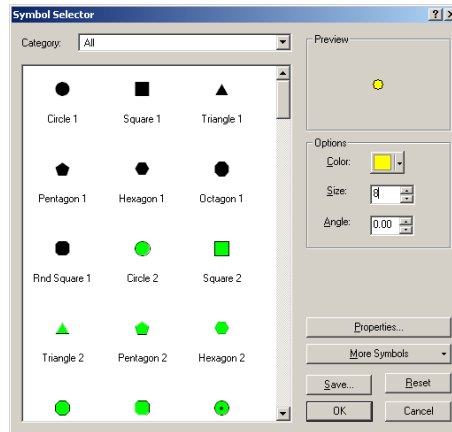 Symbol Selector
Category: All
Circle 1 Square 1 Triangle 1
Pentagon 1 Hexagon 1 Octagon 1
Rnd Square 1 Circle 2 Square 2
Triangle 2 Pentagon 2 Hexagon 2
Preview
Options
Color:
Size: 8
Angle: 0.00
Properties...
More Symbols
Save... Reset
OK Cancel